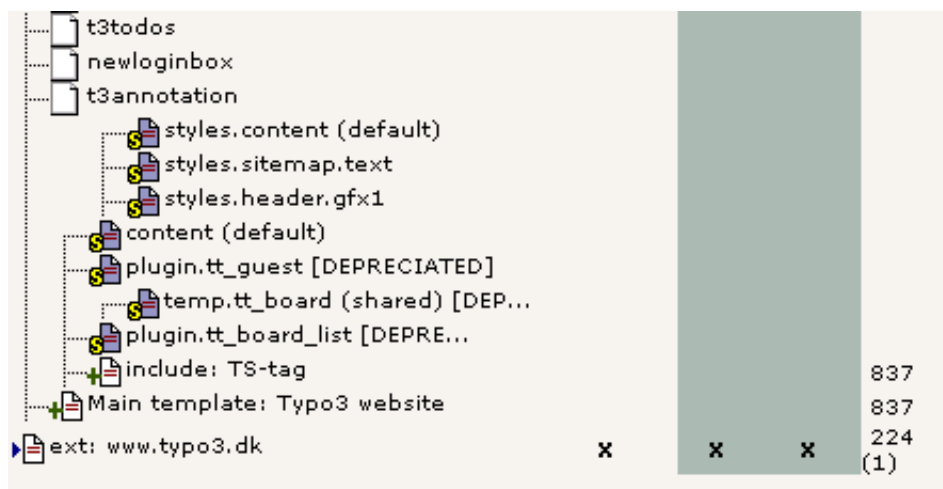 t3todos
newloginbox
t3annotation
styles.content (default)
styles.sitemap.text
styles.header.gfx1
content (default)
plugin.tt_guest [DEPRECIATED]
temp.tt_board (shared) [DEP...
plugin.tt_board_list [DEPRE...
include: TS-tag 837
Main template: Typo3 website 837
ext: www.typo3.dk x x x 224
(1)